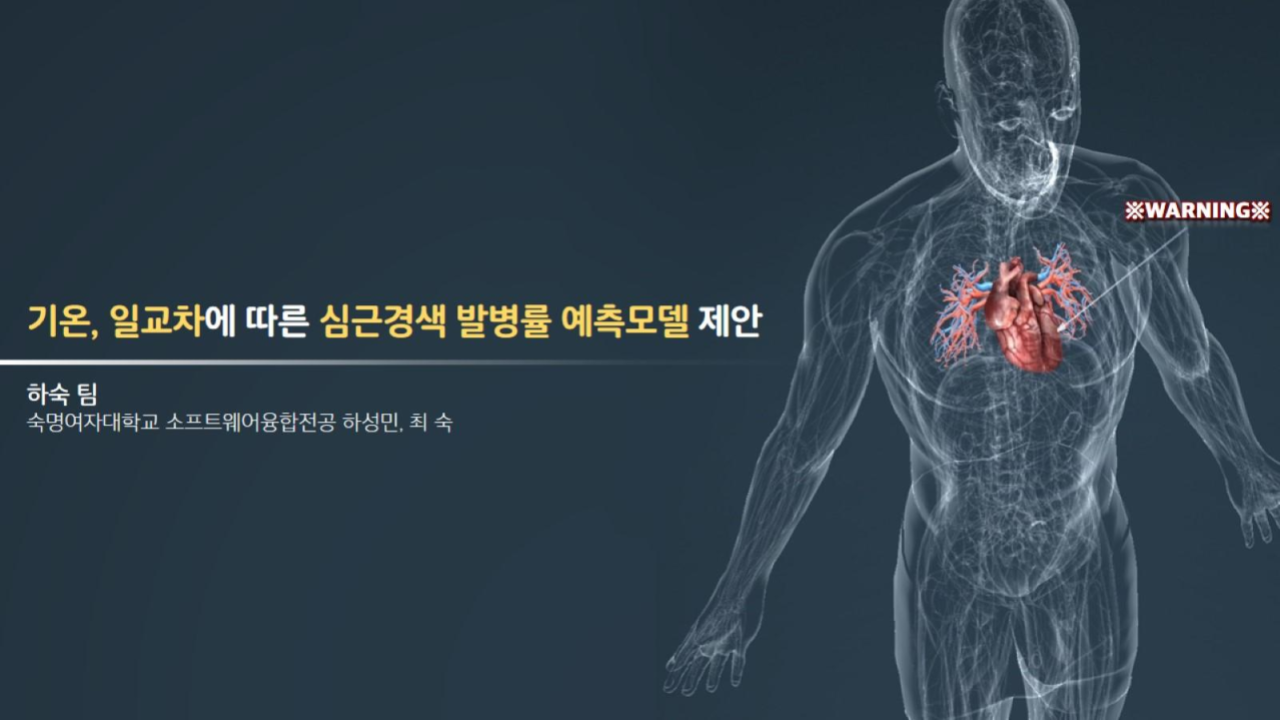 ※WARNING※
기온, 일교차에 따른 심근경색 발병률 예측모델 제안
하숙 팀
숙명여자대학교 소프트웨어융합전공 하성민, 최 숙